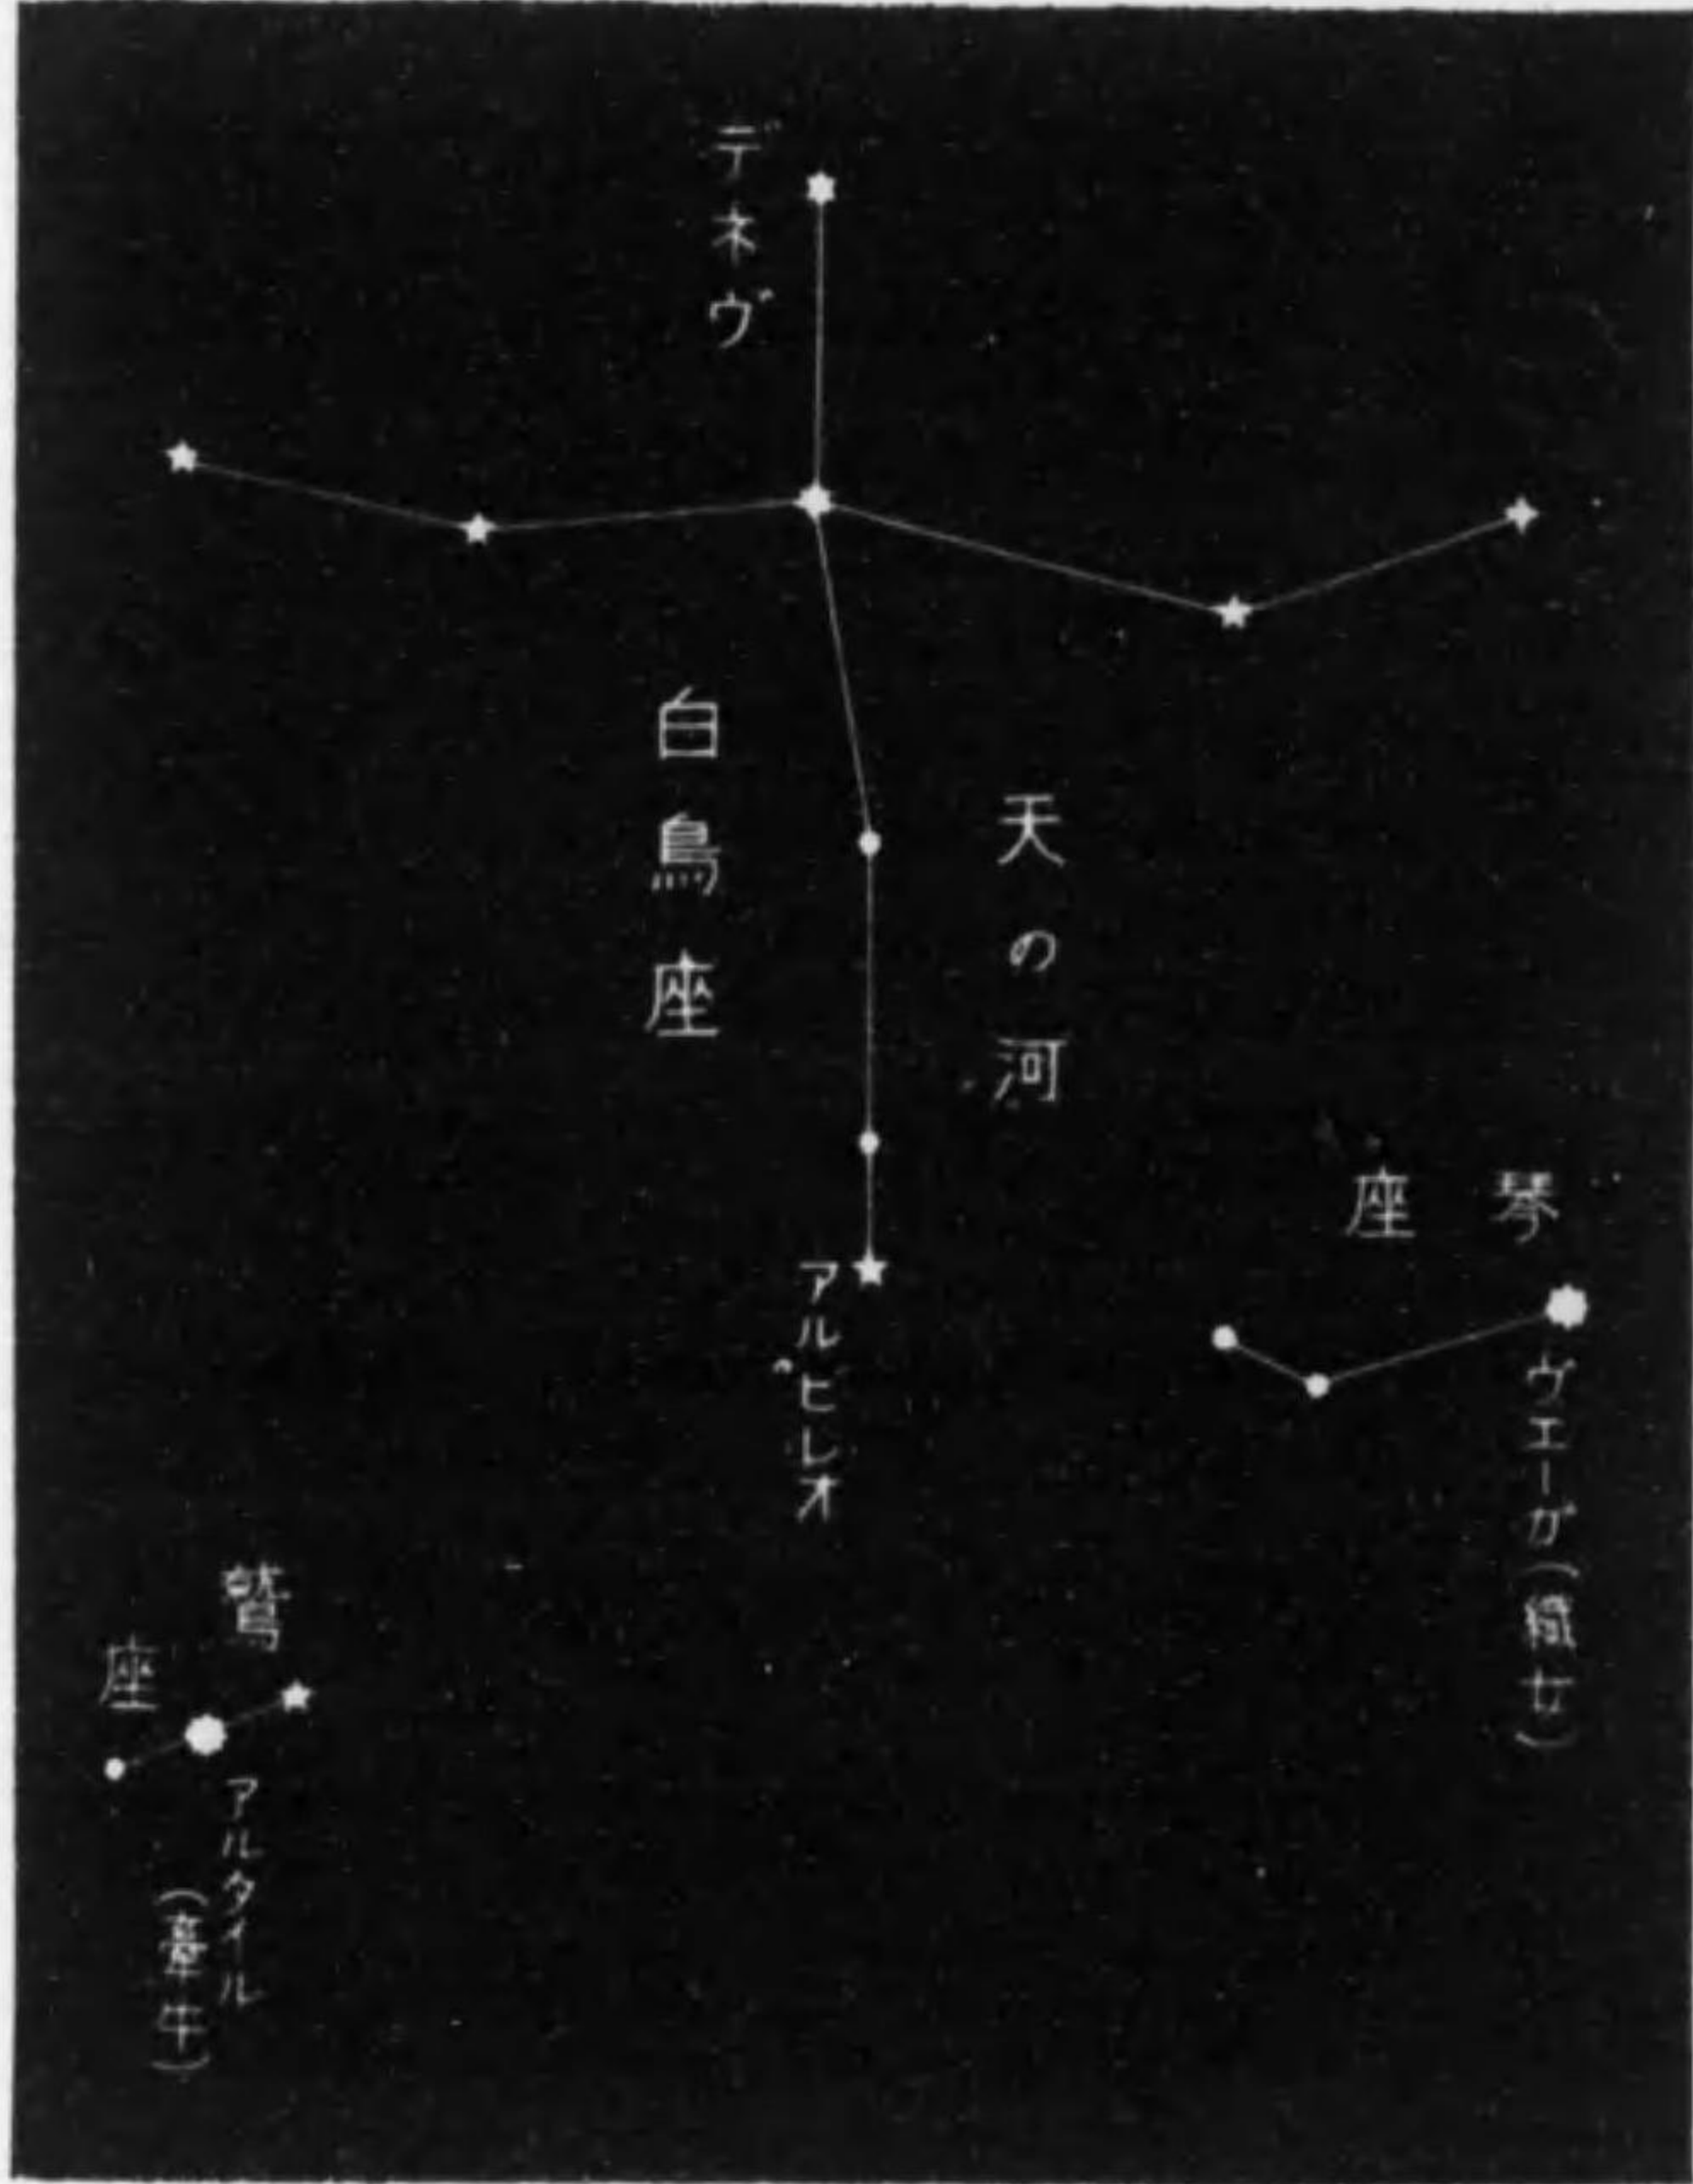 デネヴ
天の河
白鳥座
アルビレオ
琴座
ヴエーガ(織女)
鷲座
アルタイル
(牽牛)